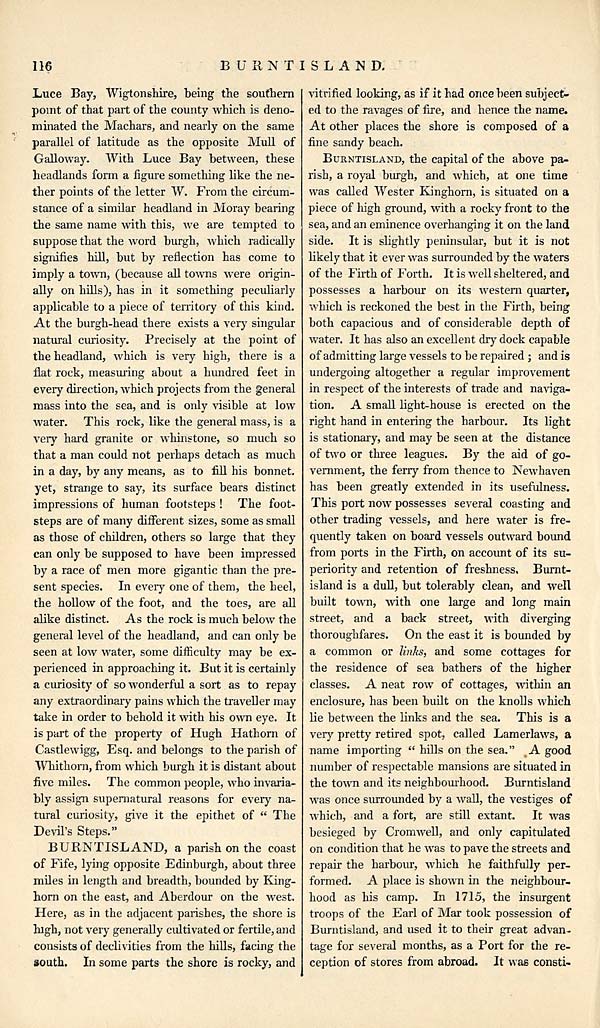 116
BURNTISLAND.
Luce Bay, Wigtonshire, being the southern
point of that part of the county which is deno-
minated the Machars, and nearly on the same
parallel of latitude as the opposite Mull of
Galloway. With Luce Bay between, these
headlands form a figure something like the ne-
ther points of the letter W. From the circum-
stance of a similar headland in Moray bearing
the same name with this, we are tempted to
suppose that the word burgh, which radically
signifies hill, but by reflection has come to
imply a town, (because all towns were origin-
ally on hills), has in it something peculiarly
applicable to a piece of territory of this kind.
At the burgh-head there exists a very singular
natural curiosity. Precisely at the point of
the headland, which is very high, there is a
flat rock, measuring about a hundred feet in
every direction, which projects from the general
mass into the sea, and is only visible at low
water. This rock, like the general mass, is a
very hard granite or whinstone, so much so
that a man could not perhaps detach as much
in a day, by any means, as to fill his bonnet.
yet, strange to say, its surface bears distinct
impressions of human footsteps ! The foot-
steps are of many different sizes, some as small
as those of children, others so large that they
can only be supposed to have been impressed
by a race of men more gigantic than the pre-
sent species. In every one of them, the heel,
the hollow of the foot, and the toes, are all
alike distinct. As the rock is much below the
general level of the headland, and can only be
seen at low water, some difficulty may be ex-
perienced in approaching it. But it is certainly
a curiosity of so wonderful a sort as to repay
any extraordinary pains which the traveller may
take in order to behold it with his own eye. It
is part of the property of Hugh Hathorn of
Castlewigg, Esq. and belongs to the parish of
Whithorn, from which burgh it is distant about
five miles. The common people, who invaria-
bly assign supernatural reasons for every na-
tural curiosity, give it the epithet of “ The
Devil's Steps.”
BURNTISLAND, a parish on the coast
of Fife, lying opposite Edinburgh, about three
miles in length and breadth, bounded by King-
horn on the east, and Aberdour on the west.
Here, as in the adjacent parishes, the shore is
high, not very generally cultivated or fertile, and
consists of declivities from the hills, facing the
south. In some parts the shore is rocky, and
vitrified looking, as if it had once been subject-
ed to the ravages of fire, and hence the name.
At other places the shore is composed of a
fine sandy beach.
BURNTISLAND, the capital of the above pa-
rish, a royal burgh, and which, at one time
was called Wester Kinghorn, is situated on a
piece of high ground, with a rocky front to the
sea, and an eminence overhanging it on the land
side. It is slightly peninsular, but it is not
likely that it ever was surrounded by the waters
of the Firth of Forth. It is well sheltered, and
possesses a harbour on its western quarter,
which is reckoned the best in the Firth, being
both capacious and of considerable depth of
water. It has also an excellent dry dock capable
of admitting large vessels to be repaired ; and is
undergoing altogether a regular improvement
in respect of the interests of trade and naviga-
tion. A small light-house is erected on the
right hand in entering the harbour. Its light
is stationary, and may be seen at the distance
of two or three leagues. By the aid of go-
vernment, the ferry from thence to Newhaven
has been greatly extended in its usefulness.
This port now possesses several coasting and
other trading vessels, and here water is fre-
quently taken on board vessels outward bound
from ports in the Firth, on account of its su-
periority and retention of freshness. Burnt-
island is a dull, but tolerably clean, and well
built town, with one large and long main
street, and a back street, with diverging
thoroughfares. On the east it is bounded by
a common or links, and some cottages for
the residence of sea bathers of the higher
classes. A neat row of cottages, within an
enclosure, has been built on the knolls which
lie between the links and the sea. This is a
very pretty retired spot, called Lamerlaws, a
name importing “ hills on the sea.” A good
number of respectable mansions are situated in
the town and its neighbourhood. Burntisland
was once surrounded by a wall, the vestiges of
which, and a fort, are still extant. It was
besieged by Cromwell, and only capitulated
on condition that he was to pave the streets and
repair the harbour, which he faithfully per-
formed. A place is shown in the neighbour-
hood as his camp. In 1715, the insurgent
troops of the Earl of Mar took possession of
Burntisland, and used it to their great advan-
tage for several months, as a Port for the re-
ception of stores from abroad. It was consti-